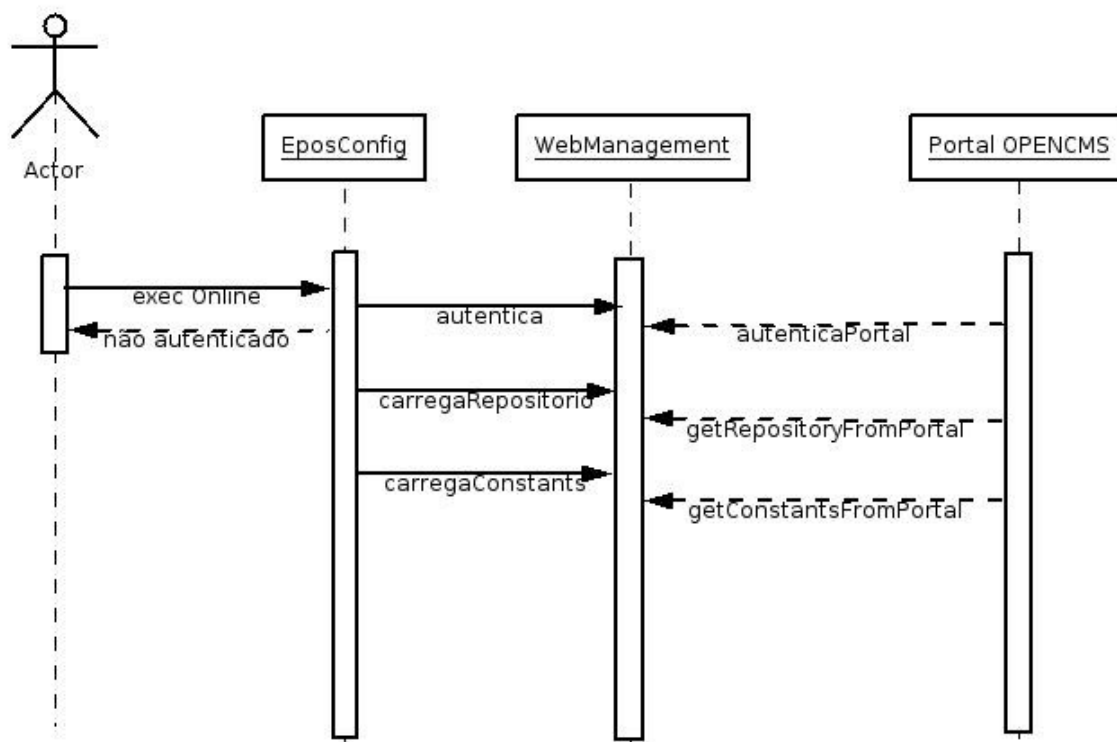 Actor
EposConfig
WebManagement
Portal OPENCMS
exec Online
autentica
não autenticado
autenticaPortal
carregaRepositorio
getRepositoryFromPortal
carregaConstants
getConstantsFromPortal